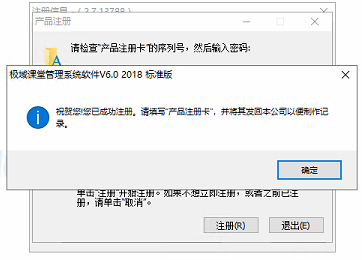 注册信息 - ( 2.7.13788 )
产品注册
请检查“产品注册卡”的序列号，然后输入密码:
极域课堂管理系统软件V6.0 2018 标准版
祝贺您!您已成功注册。请填写“产品注册卡”，并将其发回本公司以便制作记
录。
确定
单击“注册”开始注册。如果不想立即注册，或者之前已注
册，请单击“取消”。
注册(R)
退出(E)